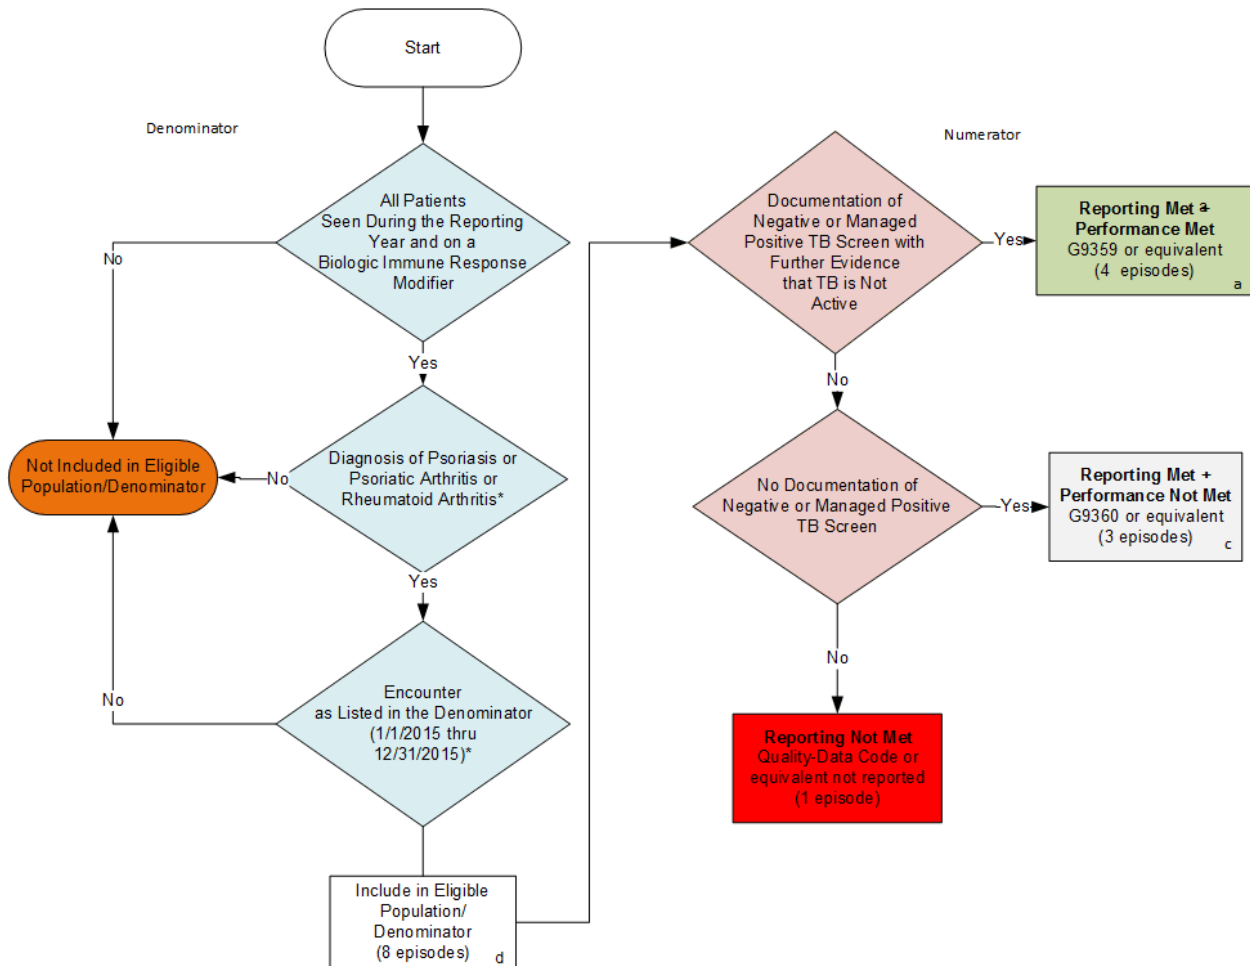 Start
Denominator
All Patients
Seen During the Reporting
Year and on a
Biologic Immune Response
Modifier
No
Yes
Diagnosis of Psoriasis or
Psoriatic Arthritis or
Rheumatoid Arthritis*
No
Not Included in Eligible
Population/Denominator
Yes
Encounter
as Listed in the Denominator
(1/1/2015 thru
12/31/2015)*
No
Include in Eligible
Population/
Denominator
(8 episodes)
d
Numerator
Documentation of
Negative or Managed
Positive TB Screen with
Further Evidence
that TB is Not
Active
Yes
Reporting Met a+
Performance Met
G9359 or equivalent
(4 episodes)
a
No
No Documentation of
Negative or Managed Positive
TB Screen
Yes
Reporting Met +
Performance Not Met
G9360 or equivalent
(3 episodes)
c
No
Reporting Not Met
Quality-Data Code or
equivalent not reported
(1 episode)